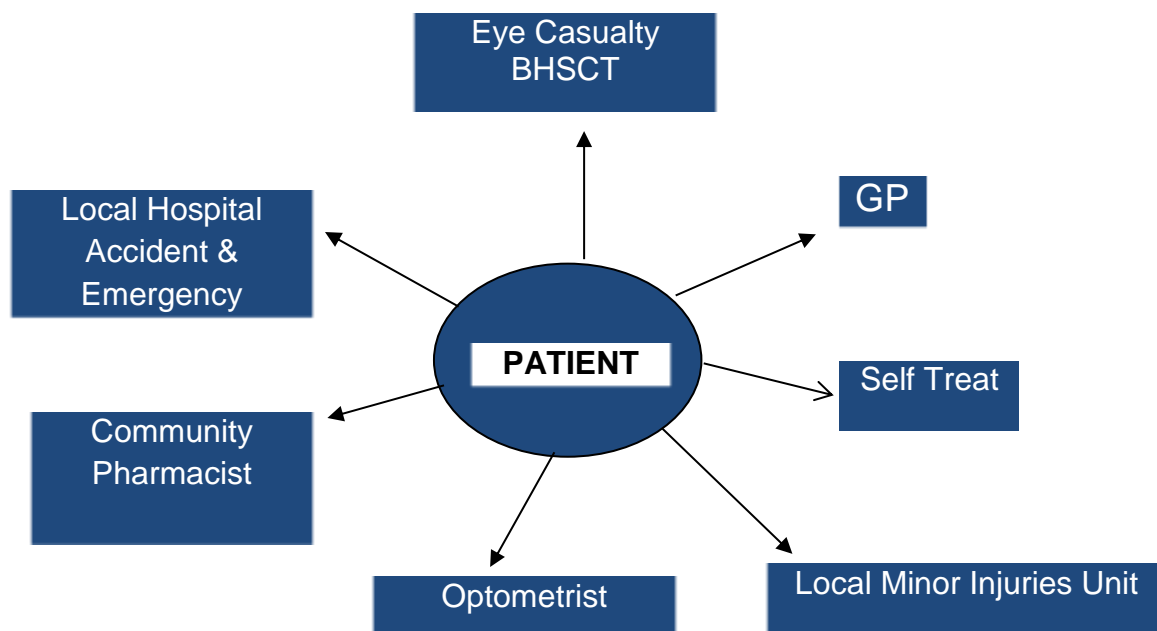 Eye Casualty
BHSCT
GP
Local Hospital
Accident &
Emergency
PATIENT
Self Treat
Community
Pharmacist
Optometrist
Local Minor Injuries Unit